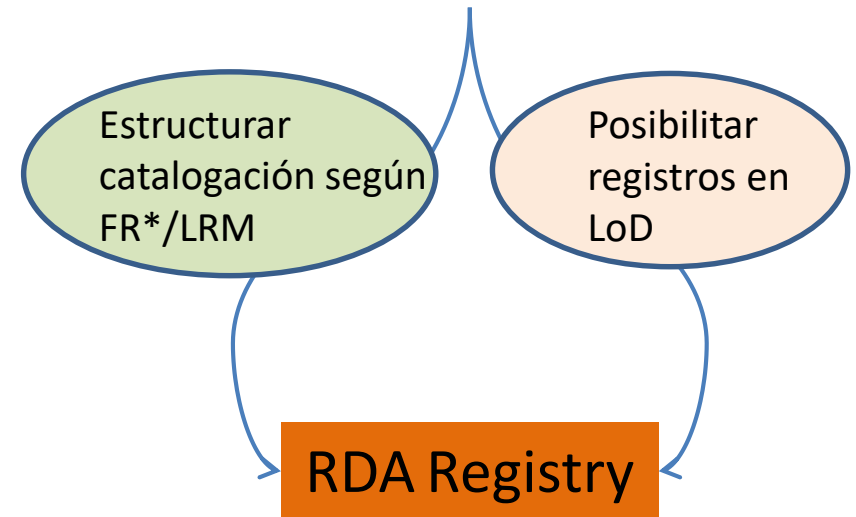 Estructurar
catalogación según
FR*/LRM
Posibilitar
registros en
LoD
RDA Registry